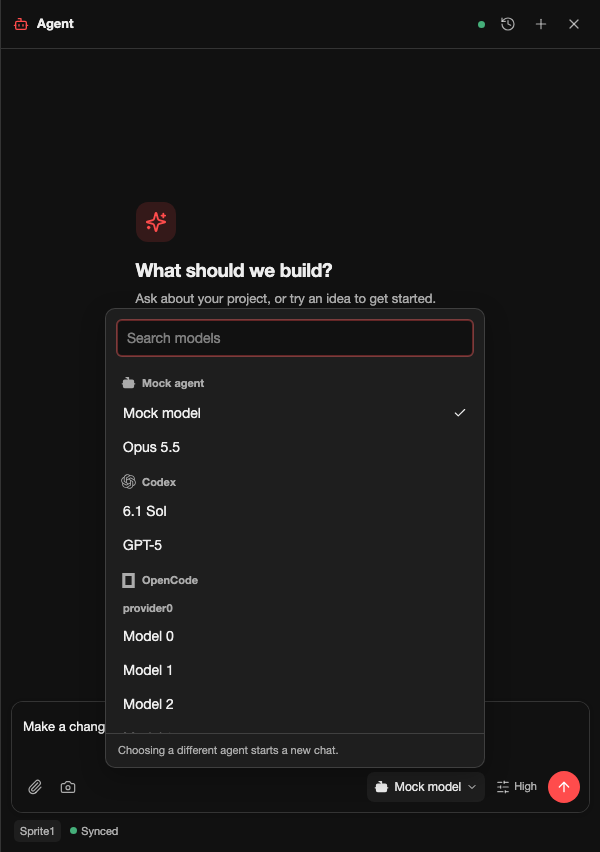 Agent
What should we build?
Ask about your project, or try an idea to get started.
Search models
Mock agent
Mock model
Opus 5.5
Codex
6.1 Sol
GPT-5
OpenCode
provider0
Model 0
Model 1
Model 2
Choosing a different agent starts a new chat.
Make a chang
Mock model High
Sprite1 Synced